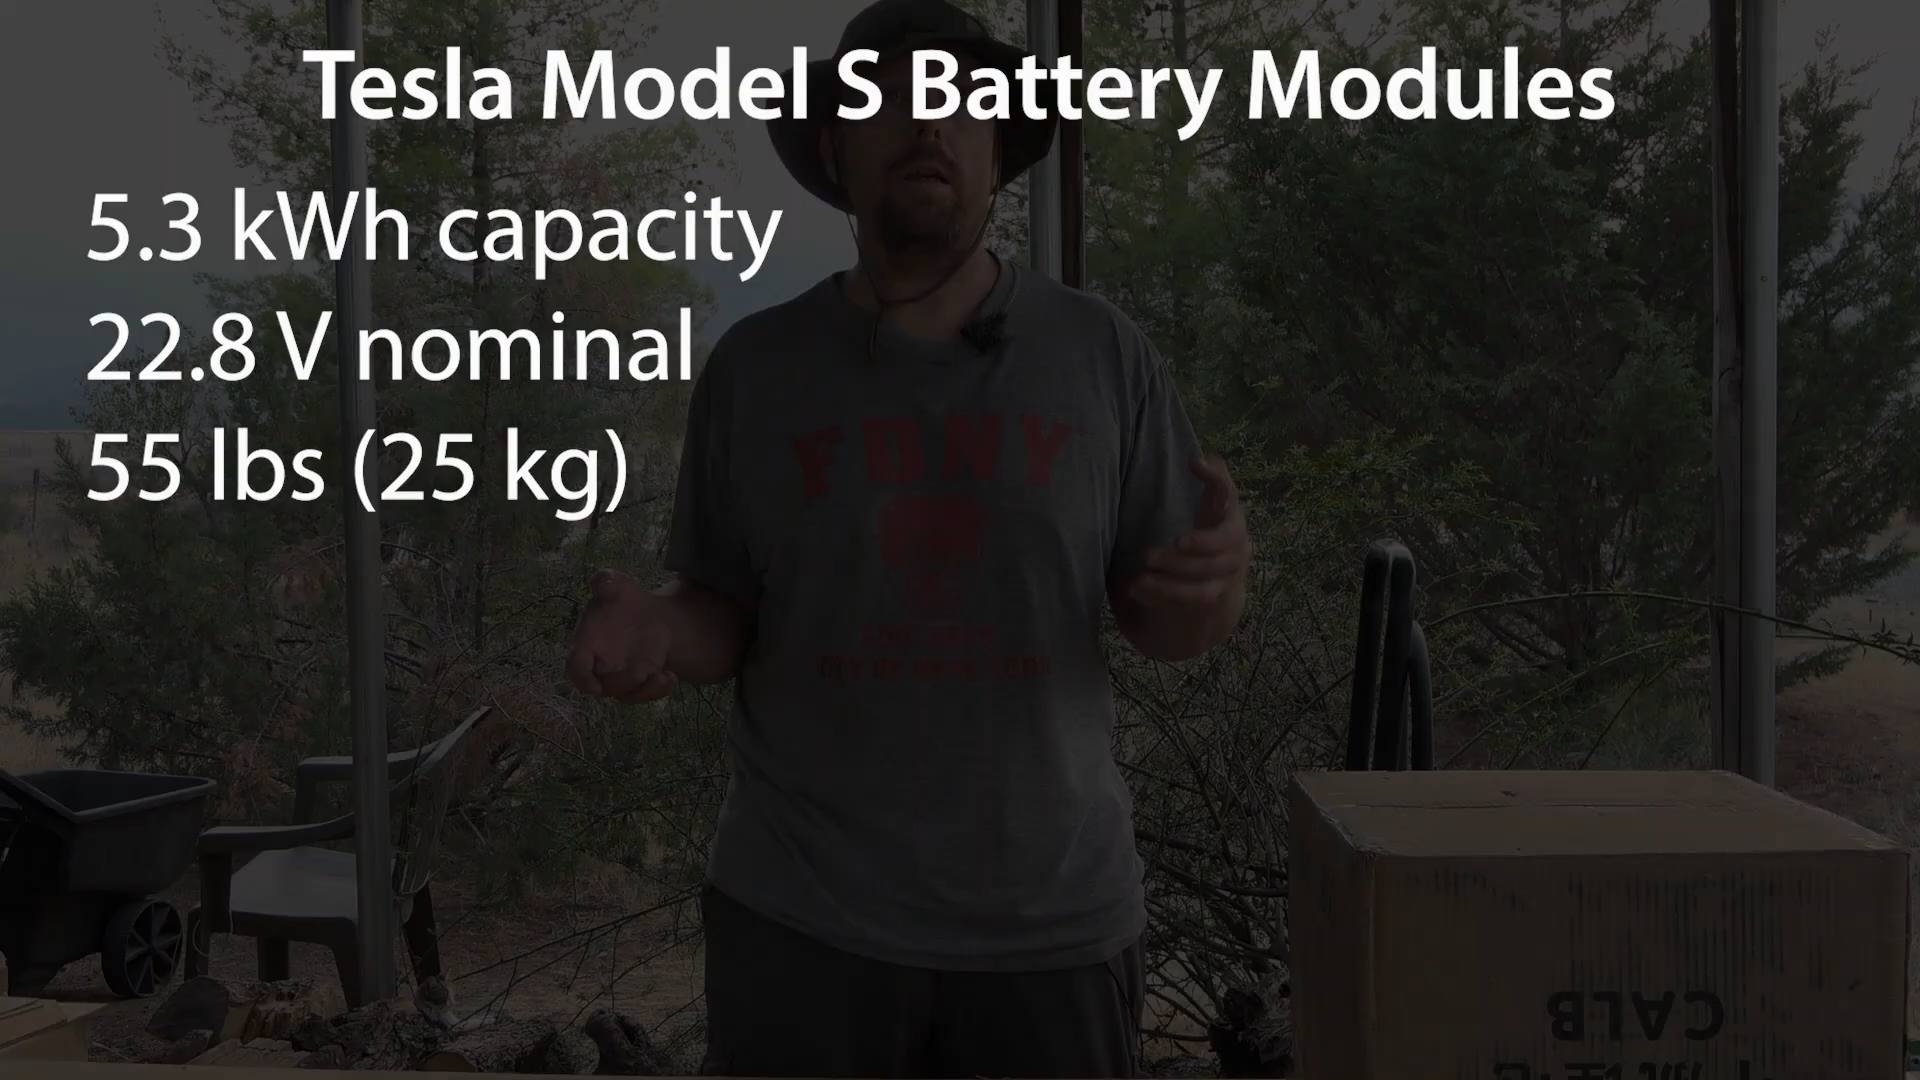 Tesla Model S Battery Modules
5.3 kWh capacity
22.8 V nominal
55 lbs (25 kg)
FDNY
CALB